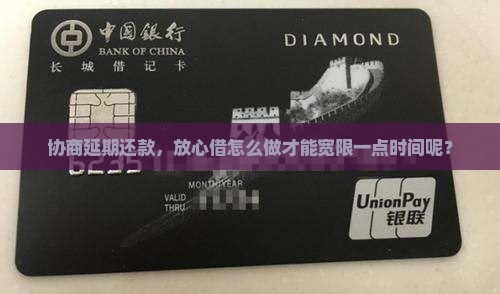 中国银行
BANK OF CHINA
长城借记卡
DIAMOND
协商延期还款，放心借怎么做才能宽限一点时间呢？
MONTH/YEAR
VALID
THRU
UnionPay
银联